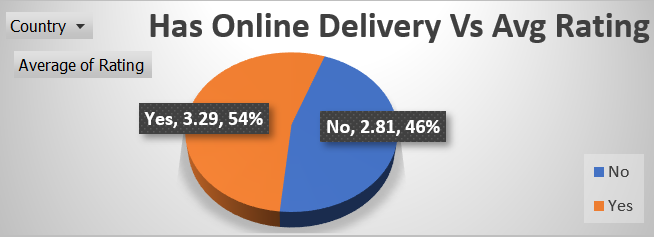 Has Online Delivery Vs Avg Rating
Country
Average of Rating
Yes, 3.29, 54%
No, 2.81, 46%
No
Yes